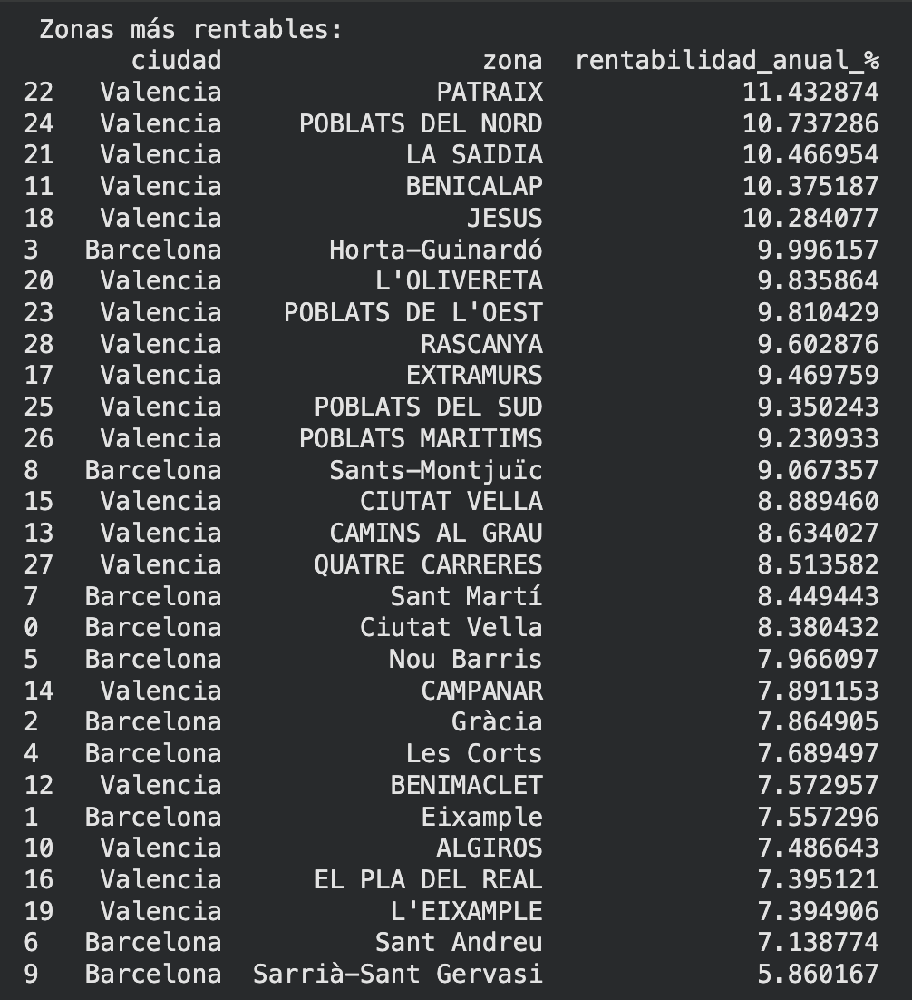 Zonas más rentables:
ciudad zona rentabilidad_anual_%
22 Valencia PATRAIX 11.432874
24 Valencia POBLATS DEL NORD 10.737286
21 Valencia LA SAIDIA 10.466954
11 Valencia BENICALAP 10.375187
18 Valencia JESUS 10.284077
3 Barcelona Horta-Guinardó 9.996157
20 Valencia L'OLIVERETA 9.835864
23 Valencia POBLATS DE L'OEST 9.810429
28 Valencia RASCANYA 9.602876
17 Valencia EXTRAMURS 9.469759
25 Valencia POBLATS DEL SUD 9.350243
26 Valencia POBLATS MARITIMS 9.230933
8 Barcelona Sants-Montjuïc 9.067357
15 Valencia CIUTAT VELLA 8.889460
13 Valencia CAMINS AL GRAU 8.634027
27 Valencia QUATRE CARRERES 8.513582
7 Barcelona Sant Martí 8.449443
0 Barcelona Ciutat Vella 8.380432
5 Barcelona Nou Barris 7.966097
14 Valencia CAMPANAR 7.891153
2 Barcelona Gràcia 7.864905
4 Barcelona Les Corts 7.689497
12 Valencia BENIMACLET 7.572957
1 Barcelona Eixample 7.557296
10 Valencia ALGIROS 7.486643
16 Valencia EL PLA DEL REAL 7.395121
19 Valencia L'EIXAMPLE 7.394906
6 Barcelona Sant Andreu 7.138774
9 Barcelona Sarrià-Sant Gervasi 5.860167